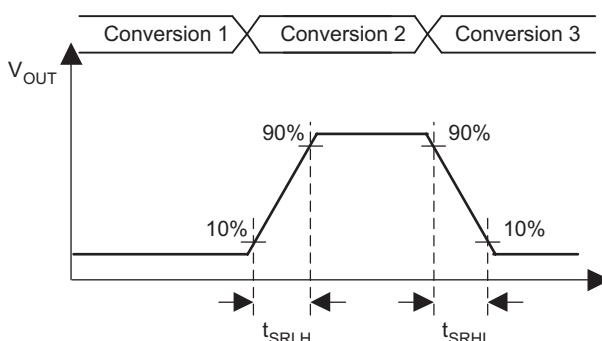 Conversion 1 Conversion 2 Conversion 3
VOUT
90% 90%
10% 10%
tSRLH tSRHL